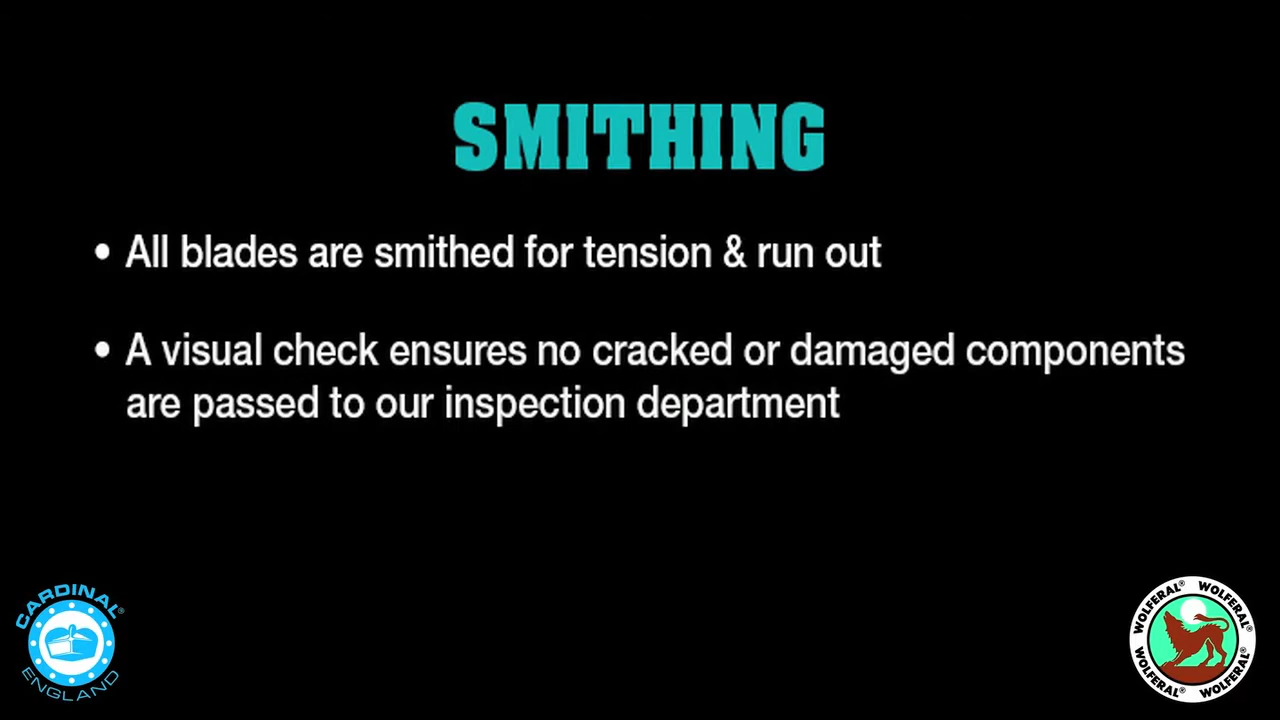 SMITHING
• All blades are smithed for tension & run out
• A visual check ensures no cracked or damaged components
are passed to our inspection department
CARDINAL®
ENGLAND
WOLFERAL® WOLFERAL®
WOLFERAL® WOLFERAL®